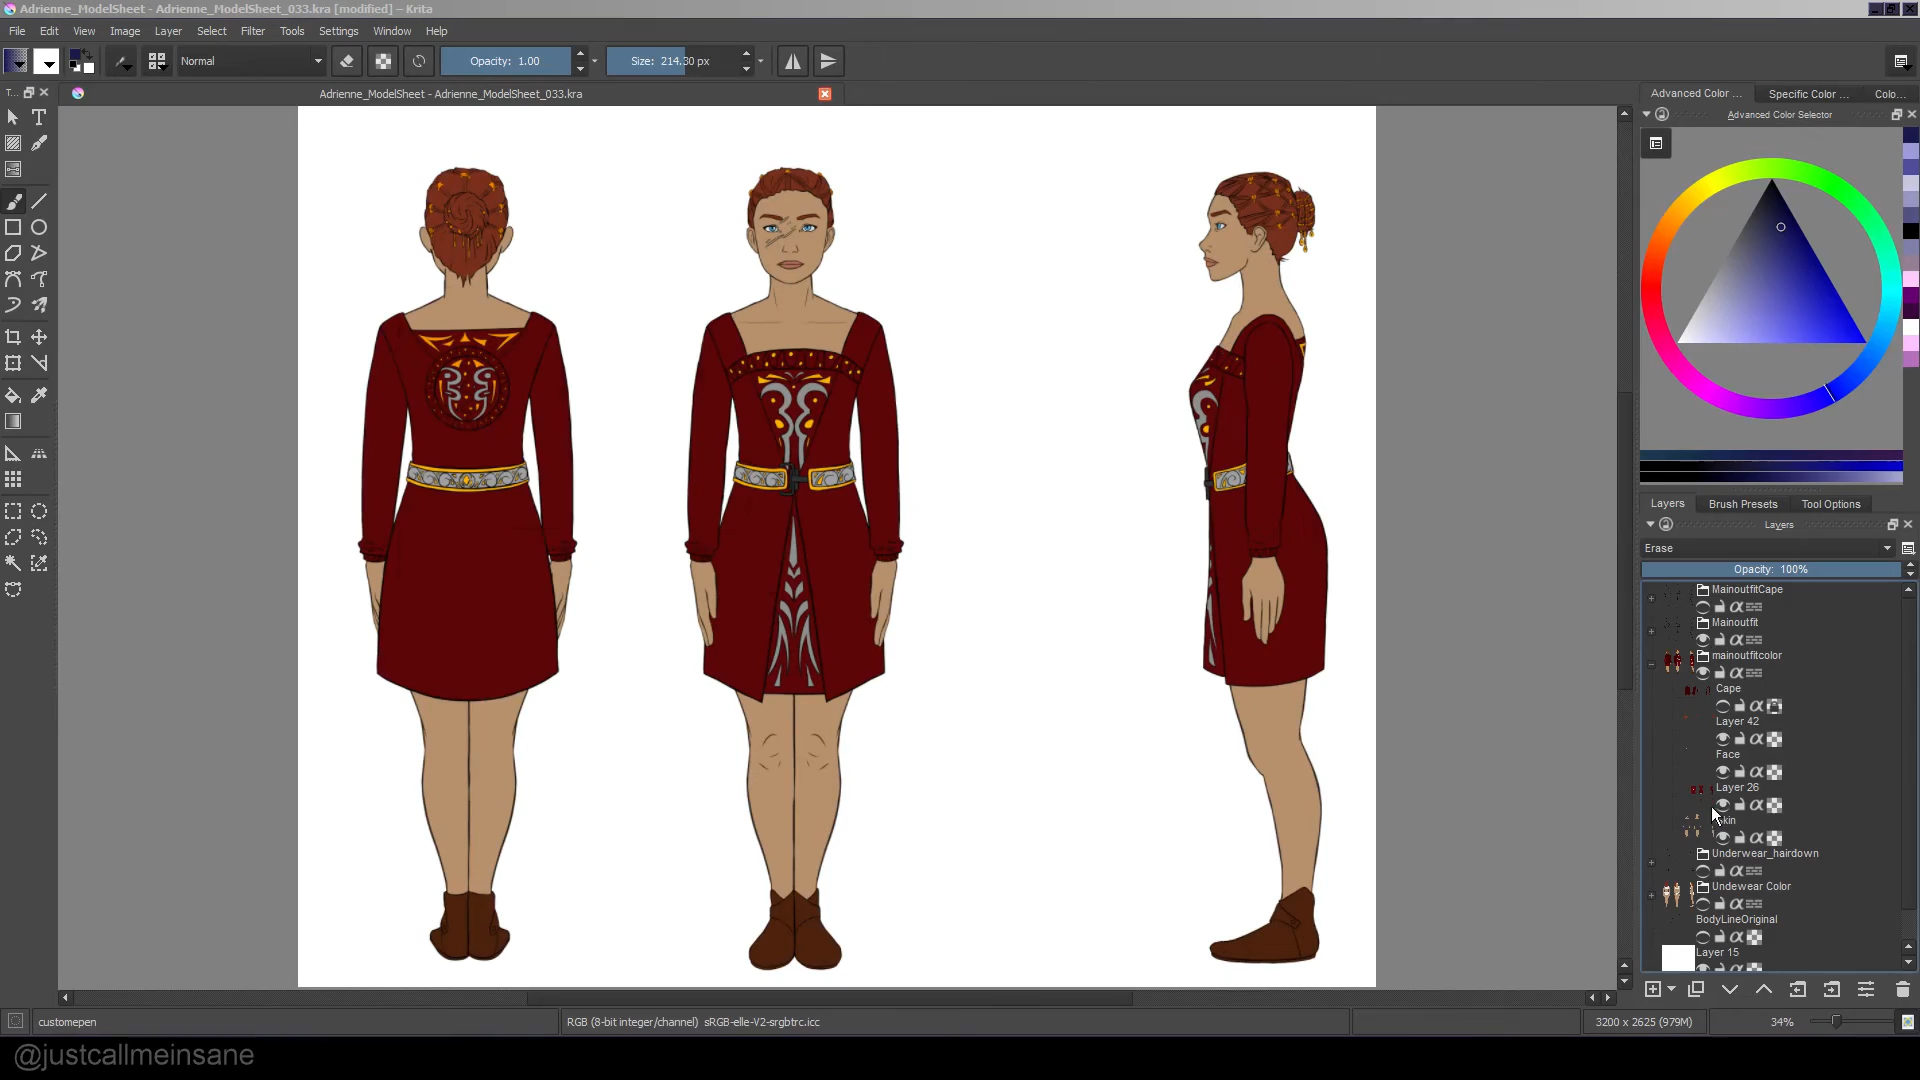 Adrienne_ModelSheet - Adrienne_ModelSheet_033.kra [modified] – Krita
File Edit View Image Layer Select Filter Tools Settings Window Help
Normal
Opacity: 1.00
Size: 214.30 px
T...
Adrienne_ModelSheet - Adrienne_ModelSheet_033.kra
Advanced Color ... Specific Color ... Colo...
Advanced Color Selector
Layers Brush Presets Tool Options
Layers
Erase
Opacity: 100%
MainoutfitCape
Mainoutfit
mainoutfitcolor
Cape
Layer 42
Face
Layer 26
Skin
Underwear_hairdown
Undewear Color
BodyLineOriginal
Layer 15
customepen
RGB (8-bit integer/channel) sRGB-elle-V2-srgbtrc.icc
3200 x 2625 (979M)
34%
@justcallmeinsane